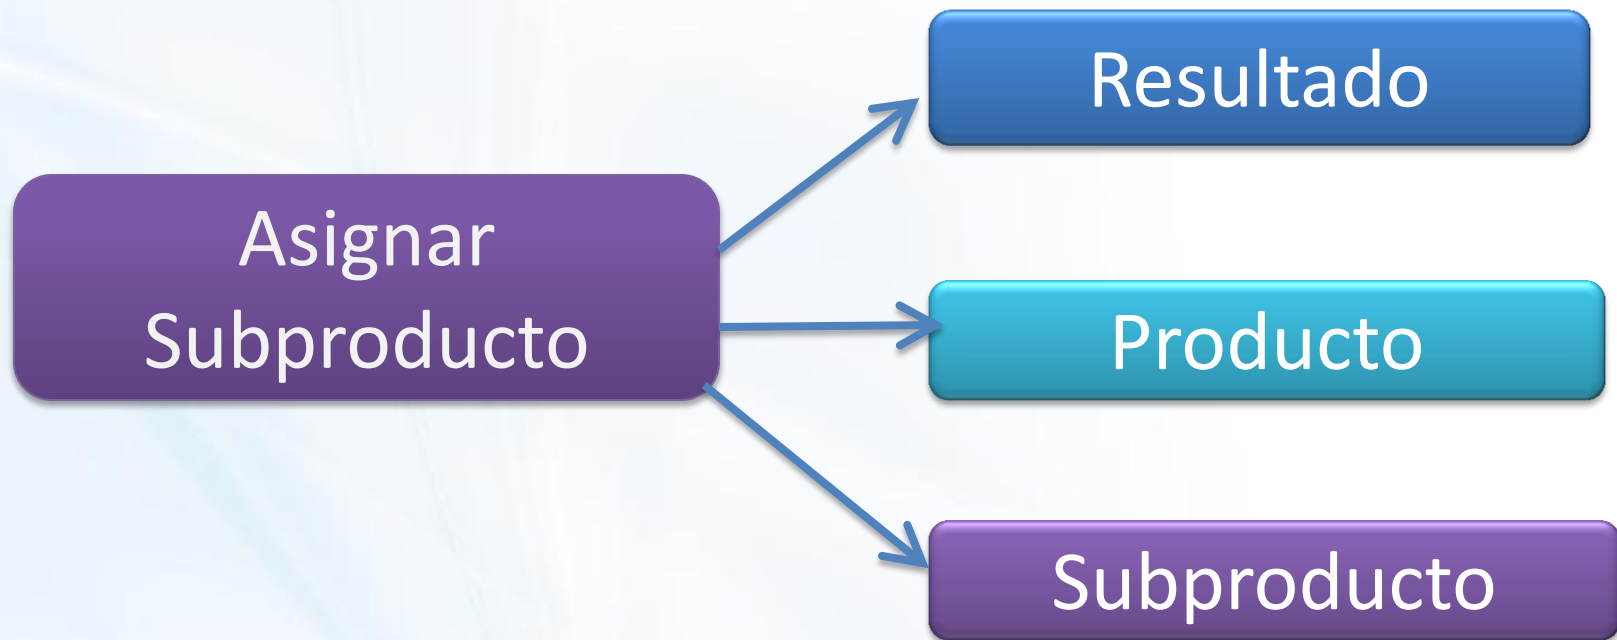 Resultado
Asignar
Subproducto
Producto
Subproducto